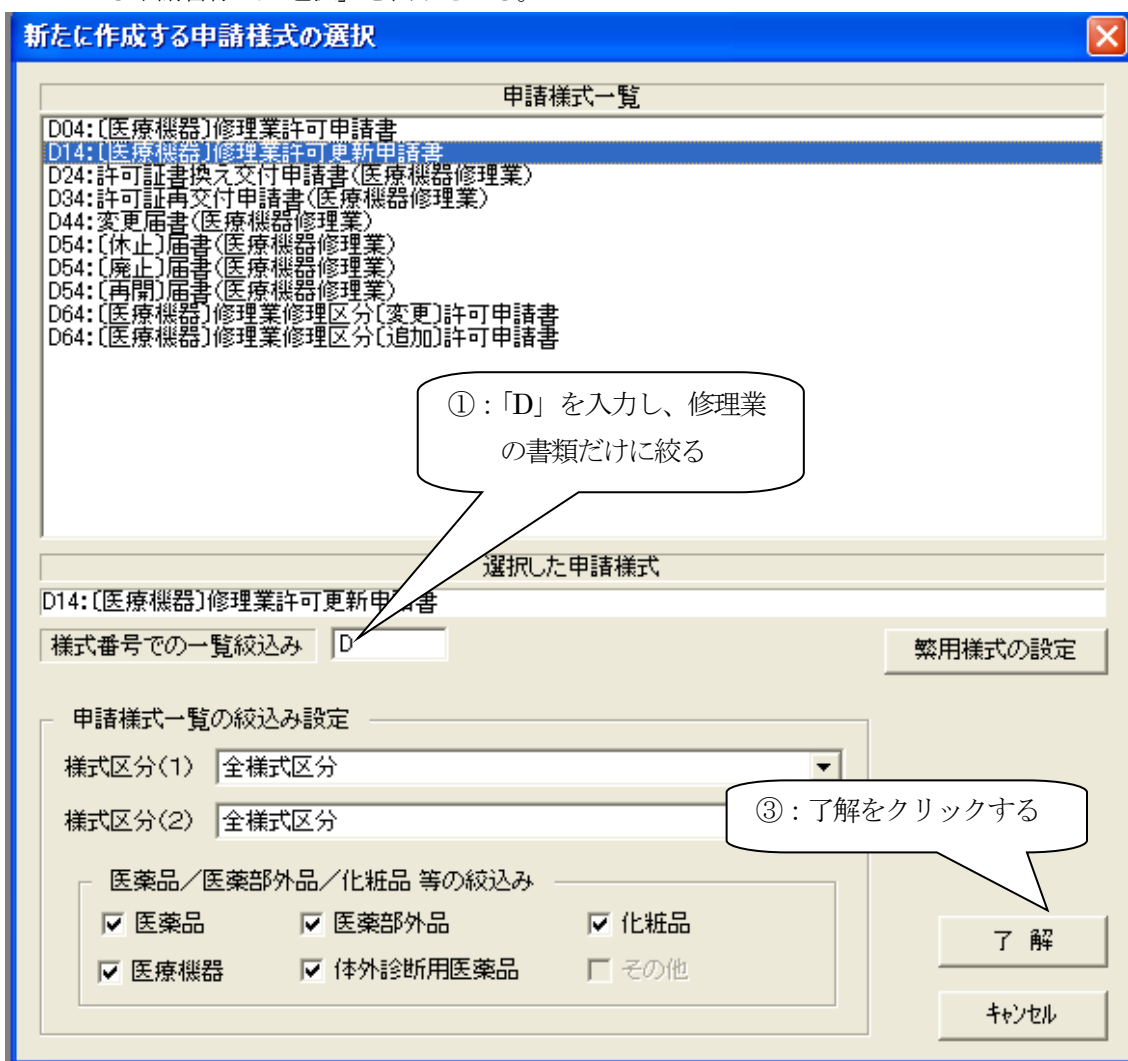 新たに作成する申請様式の選択
申請様式一覧
D04:〔医療機器〕修理業許可申請書
D14:〔医療機器〕修理業許可更新申請書
D24:許可証書換え交付申請書(医療機器修理業)
D34:許可証再交付申請書(医療機器修理業)
D44:変更届書(医療機器修理業)
D54:〔休止〕届書(医療機器修理業)
D54:〔廃止〕届書(医療機器修理業)
D54:〔再開〕届書(医療機器修理業)
D64:〔医療機器〕修理業修理区分〔変更〕許可申請書
D64:〔医療機器〕修理業修理区分〔追加〕許可申請書
①:「D」を入力し、修理業
の書類だけに絞る
選択した申請様式
D14:〔医療機器〕修理業許可更新申請書
様式番号での一覧絞込み D
繁用様式の設定
申請様式一覧の絞込み設定
様式区分(1) 全様式区分
様式区分(2) 全様式区分
③:了解をクリックする
医薬品/医薬部外品/化粧品 等の絞込み
医薬品 医薬部外品 化粧品
医療機器 体外診断用医薬品 その他
了 解
キャンセル